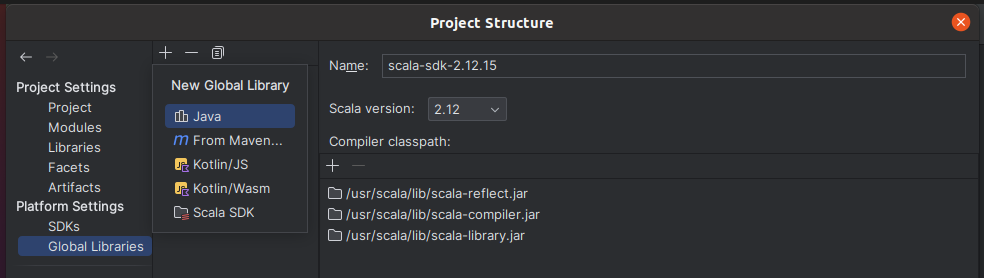 Project Structure
Project Settings
Project
Modules
Libraries
Facets
Artifacts
Platform Settings
SDKs
Global Libraries
New Global Library
Java
From Maven...
Kotlin/JS
Kotlin/Wasm
Scala SDK
Name: scala-sdk-2.12.15
Scala version: 2.12
Compiler classpath:
/usr/scala/lib/scala-reflect.jar
/usr/scala/lib/scala-compiler.jar
/usr/scala/lib/scala-library.jar